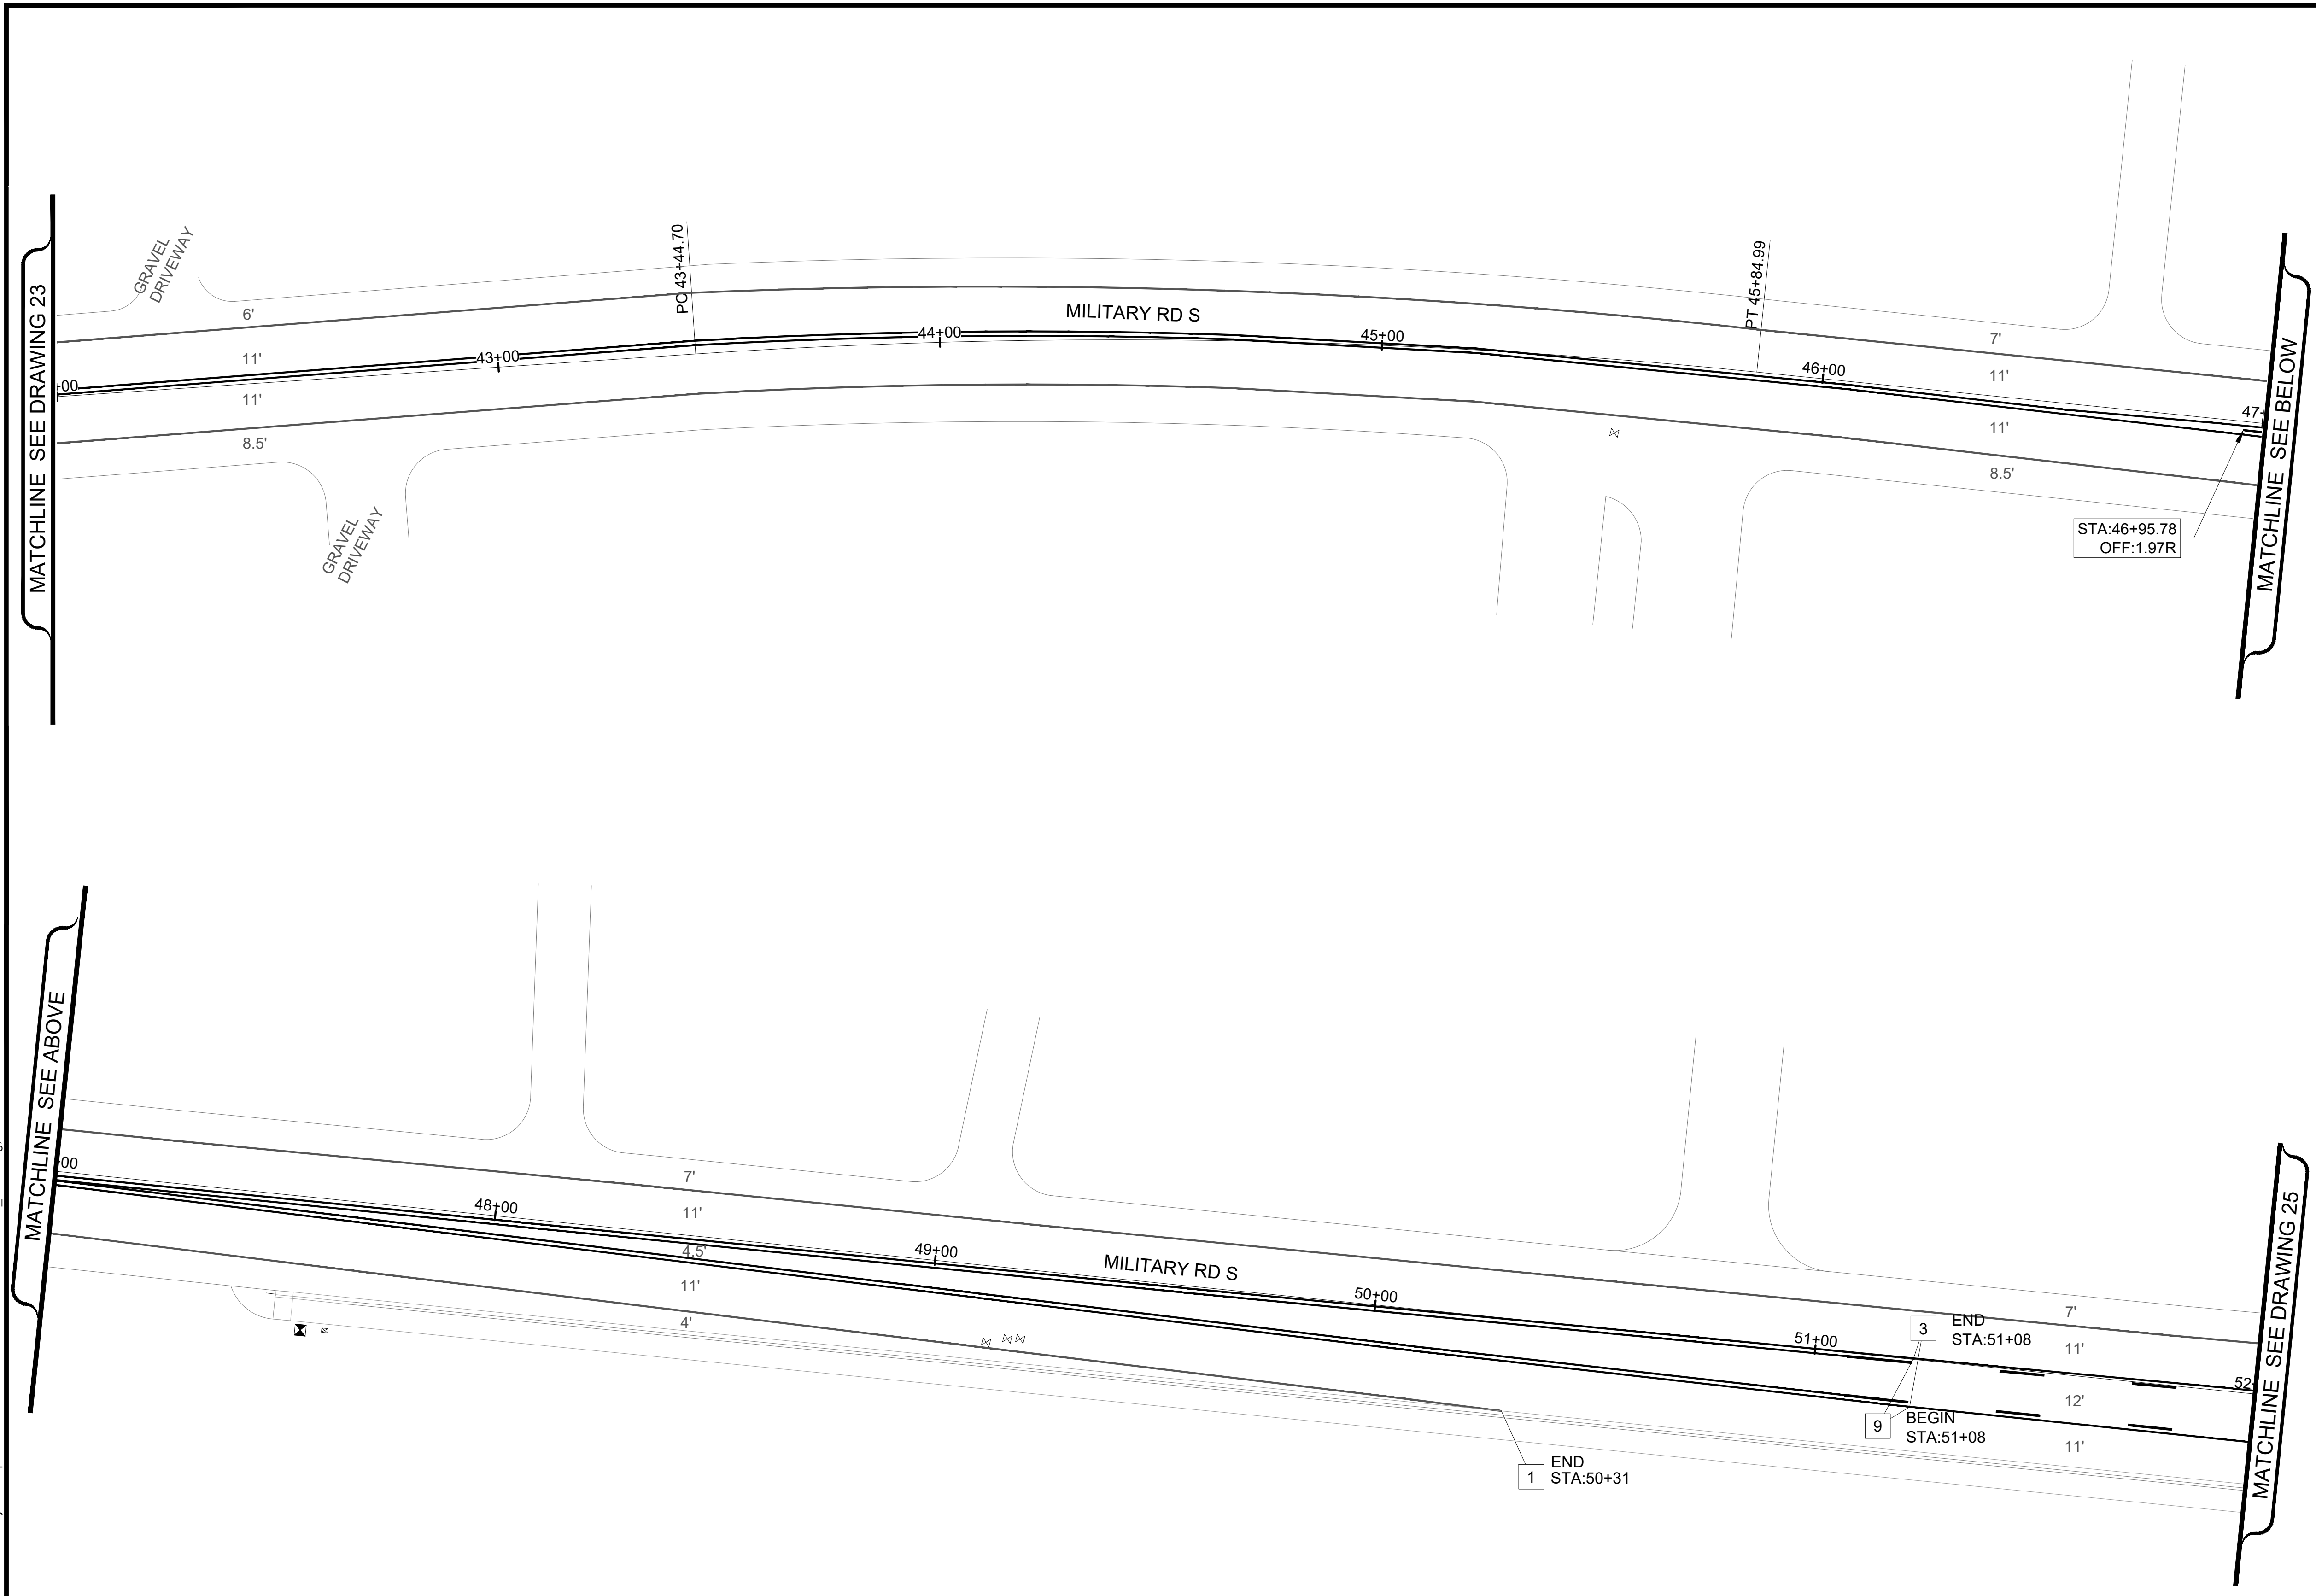 MATCHLINE SEE DRAWING 23
GRAVEL
DRIVEWAY
6'
11'
11'
8.5'
GRAVEL
DRIVEWAY
+00
43+00
PC 43+44.70
44+00
MILITARY RD S
45+00
PT 45+84.99
46+00
7'
11'
11'
8.5'
47+
STA:46+95.78
OFF:1.97R
MATCHLINE SEE BELOW
MATCHLINE SEE ABOVE
+00
48+00
7'
11'
4.5'
11'
4'
49+00
MILITARY RD S
50+00
51+00
1
END
STA:50+31
3
END
STA:51+08
9
BEGIN
STA:51+08
7'
11'
12'
11'
52+
MATCHLINE SEE DRAWING 25